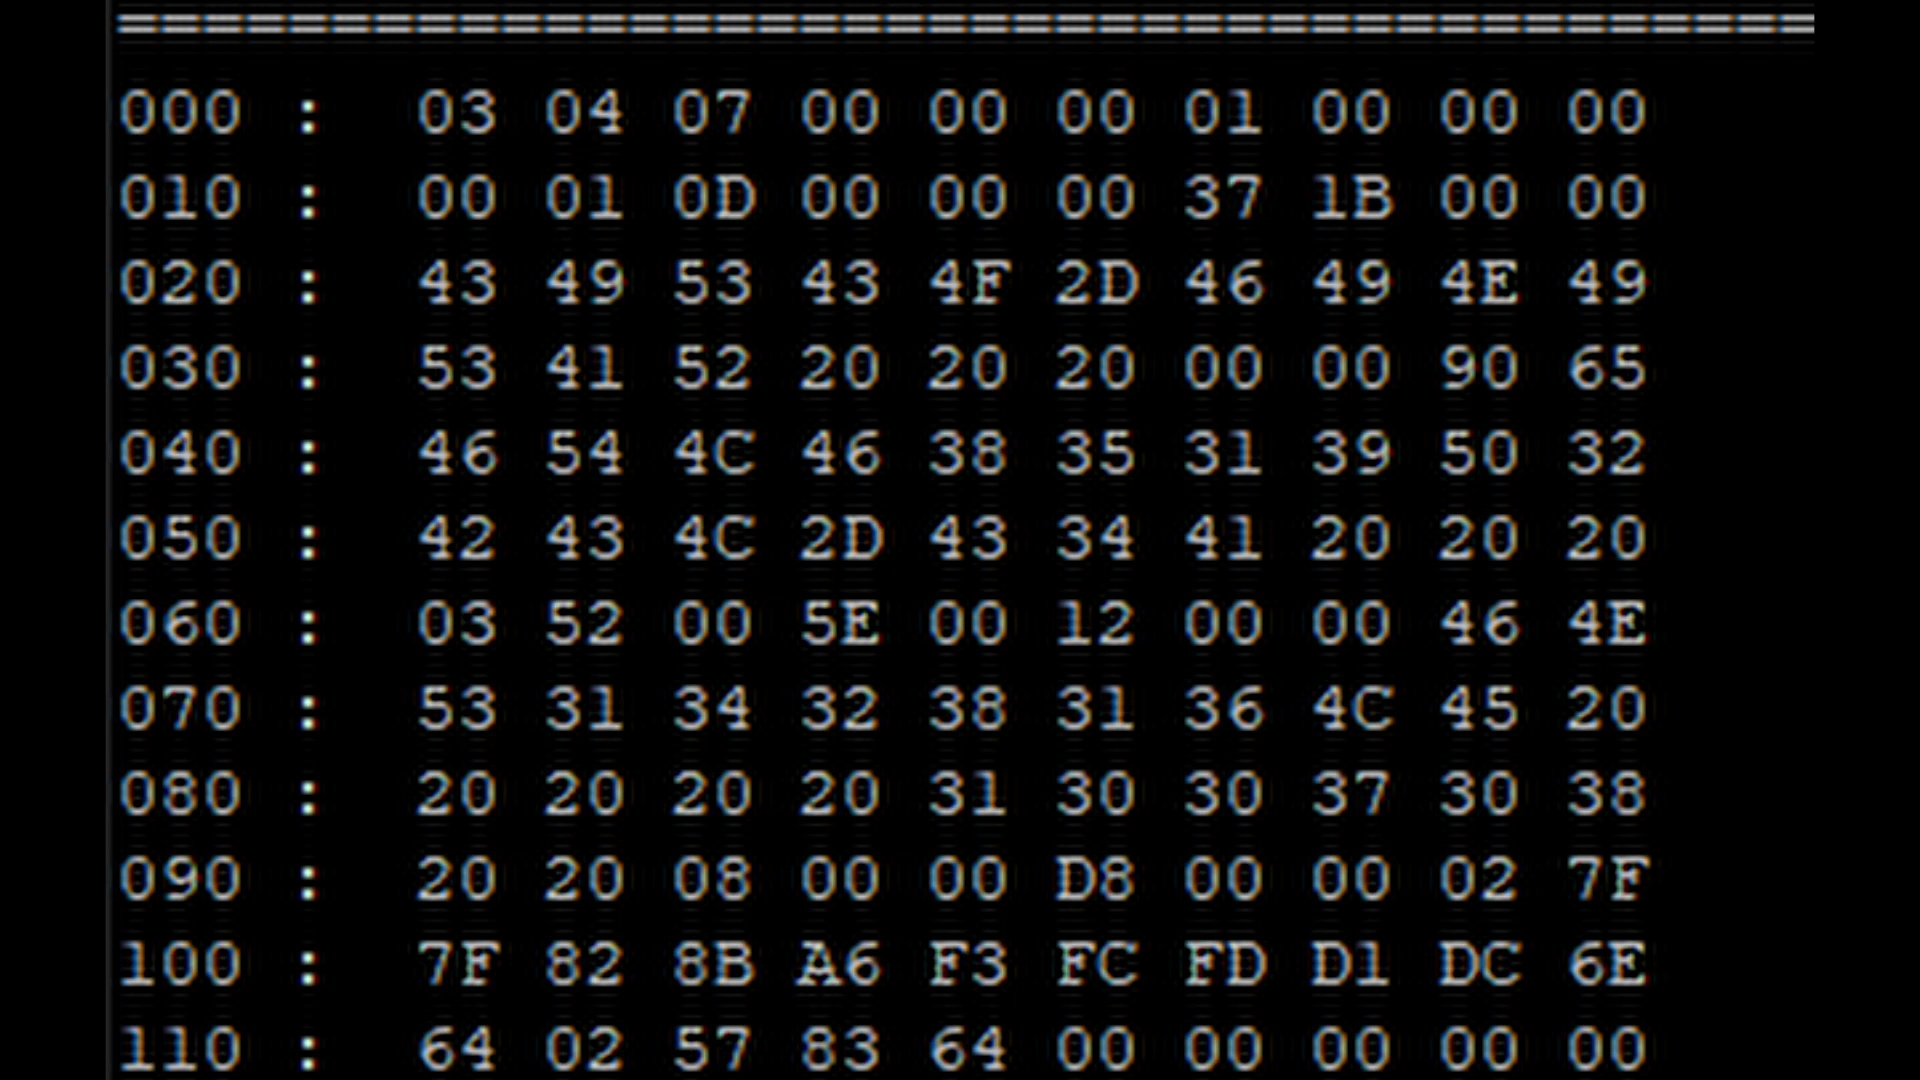 ========================================
000 : 03 04 07 00 00 00 01 00 00 00
010 : 00 01 0D 00 00 00 37 1B 00 00
020 : 43 49 53 43 4F 2D 46 49 4E 49
030 : 53 41 52 20 20 20 00 00 90 65
040 : 46 54 4C 46 38 35 31 39 50 32
050 : 42 43 4C 2D 43 34 41 20 20 20
060 : 03 52 00 5E 00 12 00 00 46 4E
070 : 53 31 34 32 38 31 36 4C 45 20
080 : 20 20 20 20 31 30 30 37 30 38
090 : 20 20 08 00 00 D8 00 00 02 7F
100 : 7F 82 8B A6 F3 FC FD D1 DC 6E
110 : 64 02 57 83 64 00 00 00 00 00